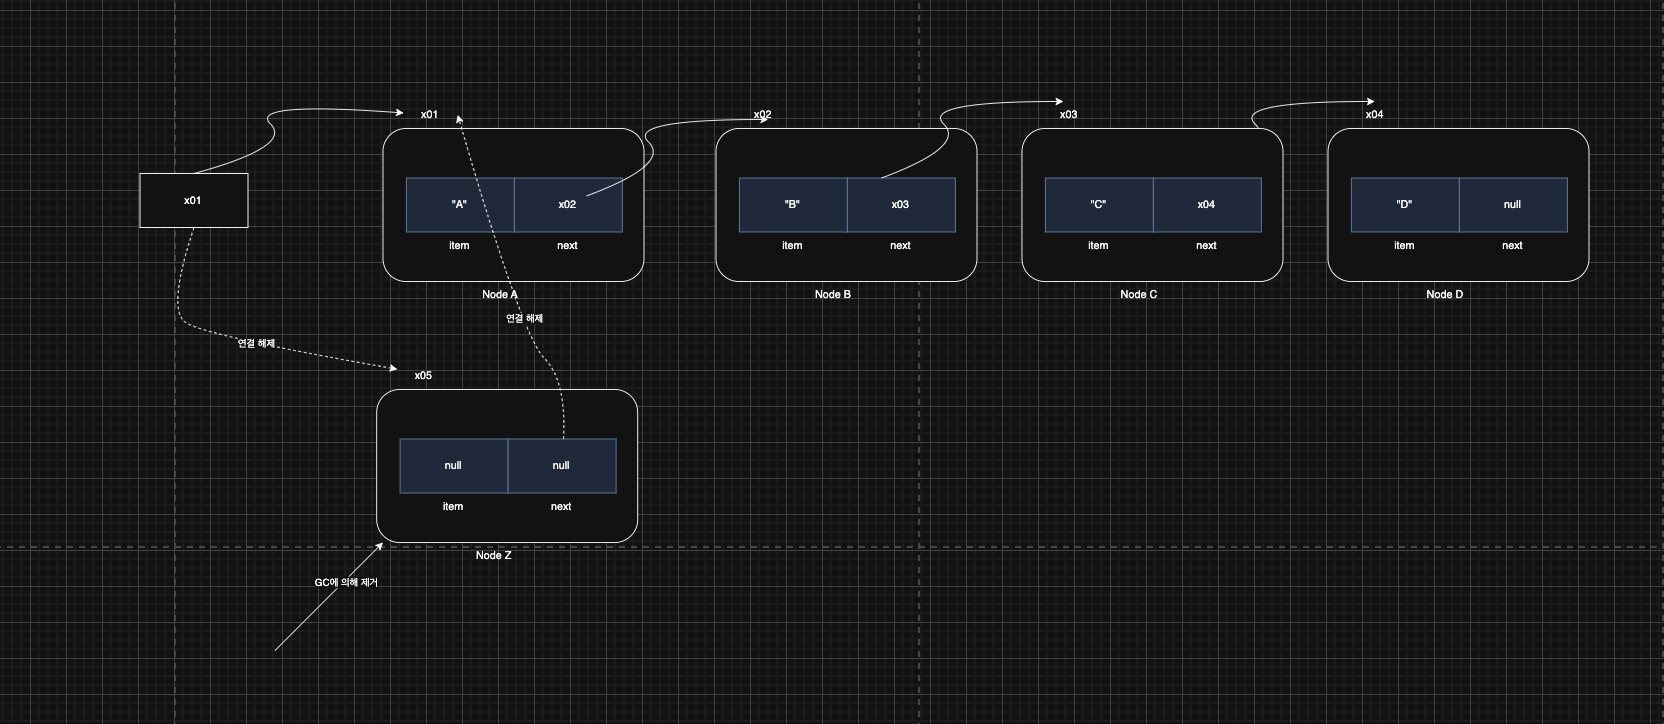 x01
x02
x03
x04
x01
"A"
x02
"B"
x03
"C"
x04
"D"
null
item
next
item
next
item
next
item
next
Node A
Node B
Node C
Node D
연결 해제
연결 해제
x05
null
null
item
next
Node Z
GC에 의해 제거